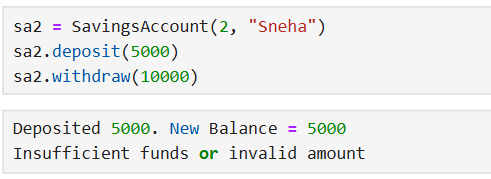 sa2 = SavingsAccount(2, "Sneha")
sa2.deposit(5000)
sa2.withdraw(10000)
Deposited 5000. New Balance = 5000
Insufficient funds or invalid amount